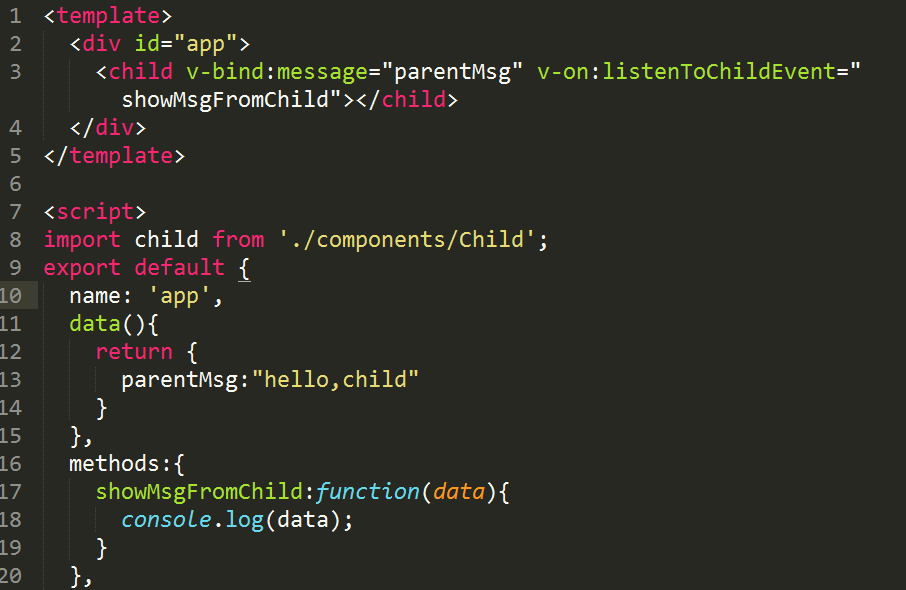 1 <template>
2   <div id="app">
3     <child v-bind:message="parentMsg" v-on:listenToChildEvent="
      showMsgFromChild"></child>
4   </div>
5 </template>
6
7 <script>
8 import child from './components/Child';
9 export default {
10   name: 'app',
11   data(){
12     return {
13       parentMsg:"hello,child"
14     }
15   },
16   methods:{
17     showMsgFromChild:function(data){
18       console.log(data);
19     }
20   },